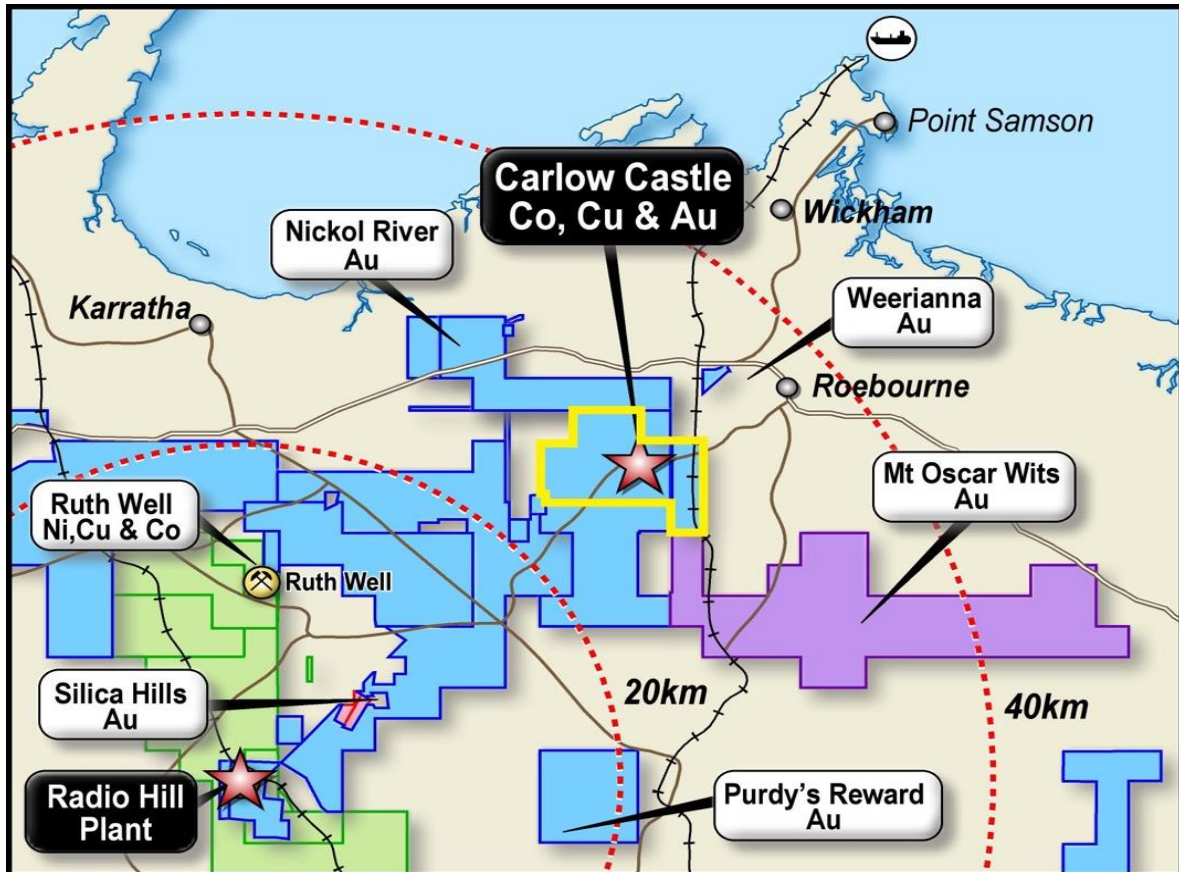 Point Samson
Carlow Castle
Co, Cu & Au
Wickham
Nickol River
Au
Karratha
Weerianna
Au
Roebourne
Mt Oscar Wits
Au
Ruth Well
Ni,Cu & Co
Ruth Well
Silica Hills
Au
20km
40km
Radio Hill
Plant
Purdy's Reward
Au